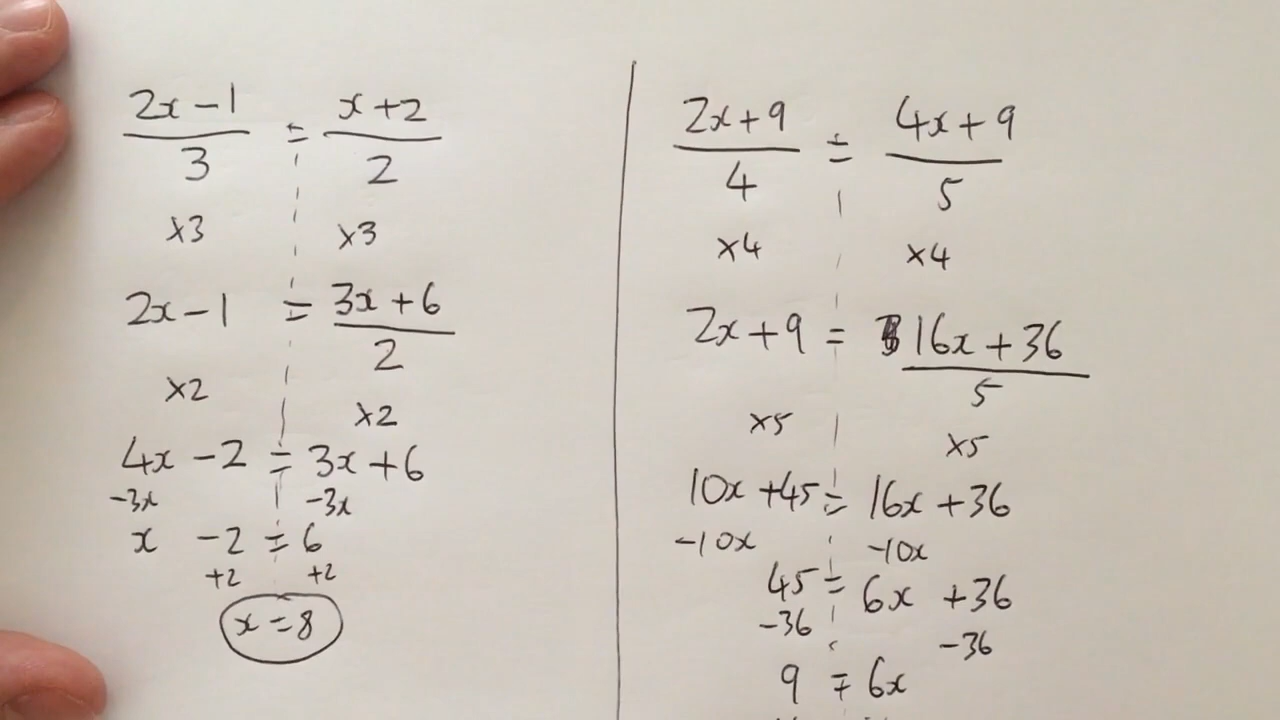 2x - 1 / 3 = x + 2 / 2
x3 x3
2x - 1 = 3x + 6 / 2
x2 x2
4x - 2 = 3x + 6
-3x -3x
x - 2 = 6
+2 +2
x = 8
2x + 9 / 4 = 4x + 9 / 5
x4 x4
2x + 9 = 16x + 36 / 5
x5 x5
10x + 45 = 16x + 36
-10x -10x
45 = 6x + 36
-36 -36
9 = 6x